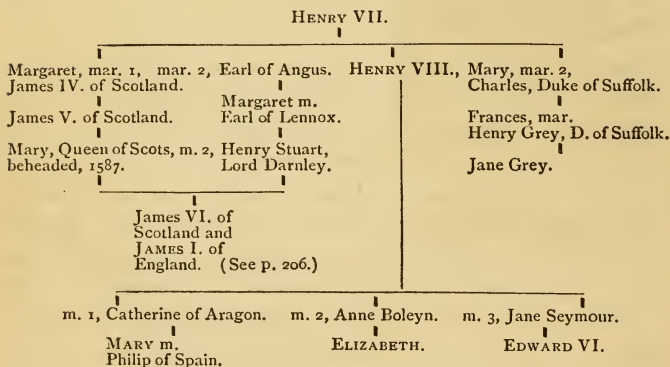 HENRY VII.
Margaret, mar. 1, mar. 2, Earl of Angus. HENRY VIII., Mary, mar. 2,
James IV. of Scotland. Charles, Duke of Suffolk.
Margaret m.
James V. of Scotland. Earl of Lennox. Frances, mar.
Henry Grey, D. of Suffolk.
Mary, Queen of Scots, m. 2, Henry Stuart,
beheaded, 1587. Lord Darnley. Jane Grey.
James VI. of
Scotland and
JAMES I. of
England. (See p. 206.)
m. 1, Catherine of Aragon. m. 2, Anne Boleyn. m. 3, Jane Seymour.
MARY m. ELIZABETH. EDWARD VI.
Philip of Spain.